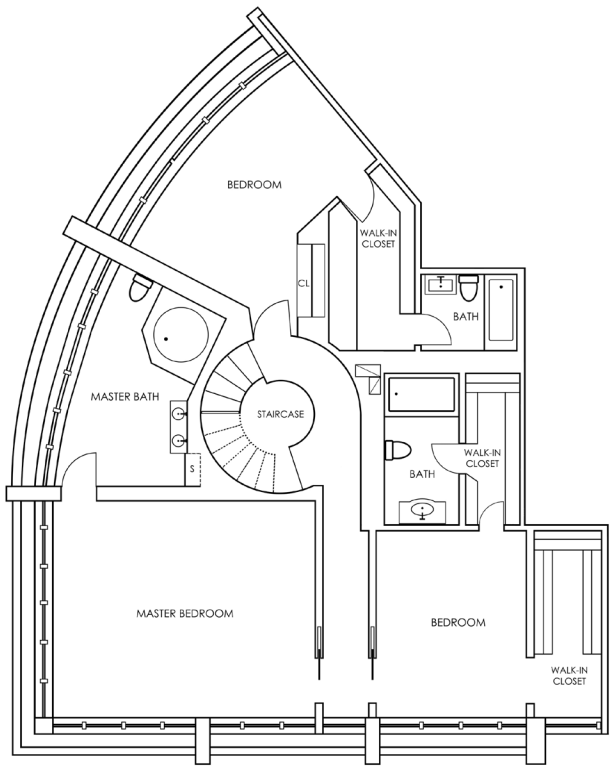 BEDROOM
WALK-IN
CLOSET
CL
BATH
MASTER BATH
STAIRCASE
WALK-IN
CLOSET
S
BATH
MASTER BEDROOM
BEDROOM
WALK-IN
CLOSET